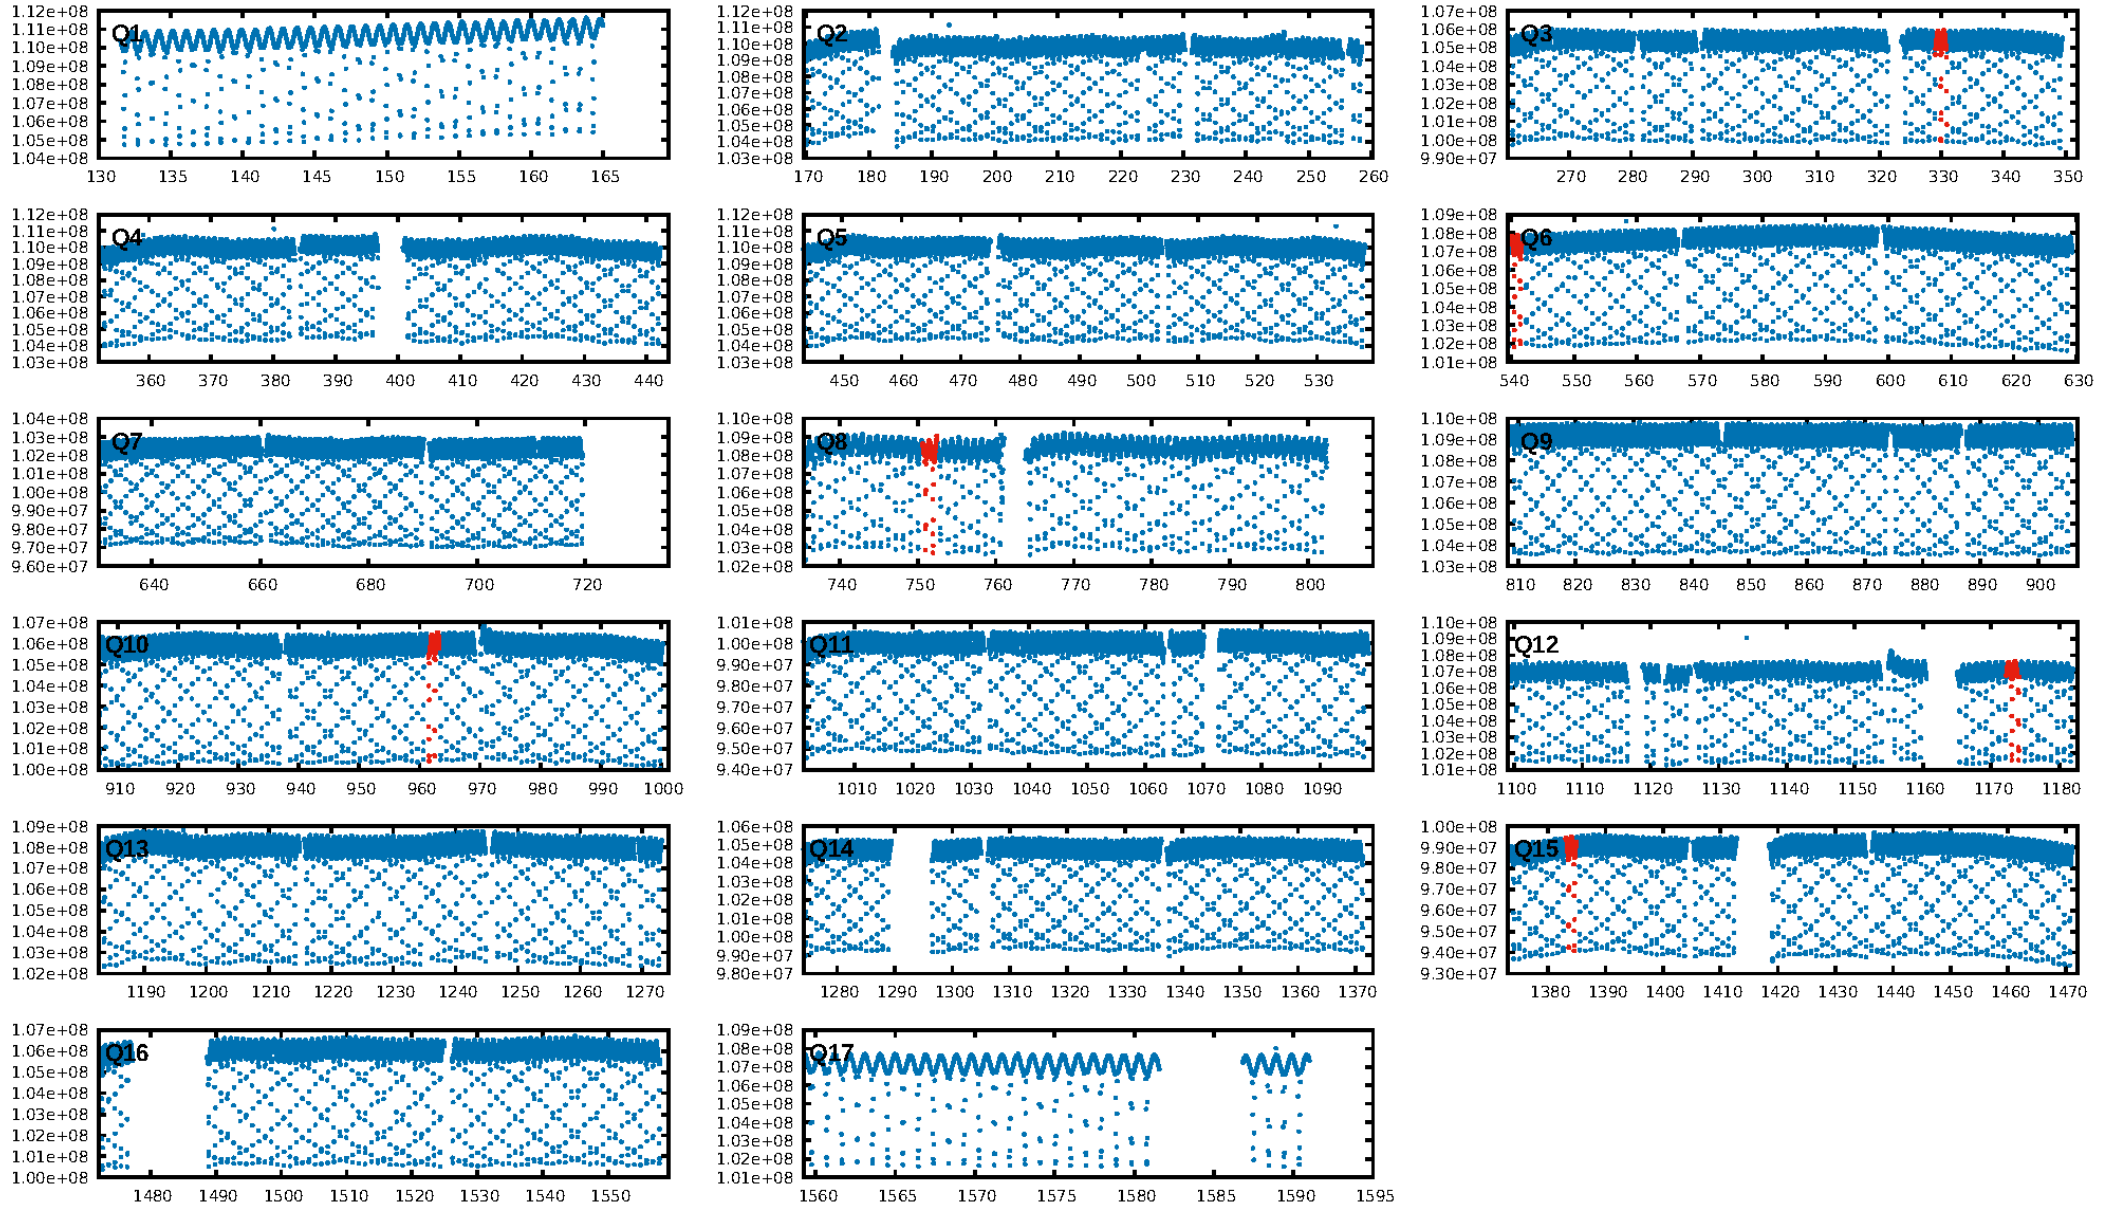 1.12e+08 1.11e+08 1.10e+08 1.09e+08 1.08e+08 1.07e+08 1.06e+08 1.05e+08 1.04e+08
Q1
130 135 140 145 150 155 160 165
1.12e+08 1.11e+08 1.10e+08 1.09e+08 1.08e+08 1.07e+08 1.06e+08 1.05e+08 1.04e+08 1.03e+08
Q2
170 180 190 200 210 220 230 240 250 260
1.07e+08 1.06e+08 1.05e+08 1.04e+08 1.03e+08 1.02e+08 1.01e+08 1.00e+08 9.90e+07
Q3
270 280 290 300 310 320 330 340 350
1.12e+08 1.11e+08 1.10e+08 1.09e+08 1.08e+08 1.07e+08 1.06e+08 1.05e+08 1.04e+08 1.03e+08
Q4
360 370 380 390 400 410 420 430 440
1.12e+08 1.11e+08 1.10e+08 1.09e+08 1.08e+08 1.07e+08 1.06e+08 1.05e+08 1.04e+08 1.03e+08
Q5
450 460 470 480 490 500 510 520 530
1.09e+08 1.08e+08 1.07e+08 1.06e+08 1.05e+08 1.04e+08 1.03e+08 1.02e+08 1.01e+08
Q6
540 550 560 570 580 590 600 610 620 630
1.04e+08 1.03e+08 1.02e+08 1.01e+08 1.00e+08 9.90e+07 9.80e+07 9.70e+07 9.60e+07
Q7
640 660 680 700 720
1.10e+08 1.09e+08 1.08e+08 1.07e+08 1.06e+08 1.05e+08 1.04e+08 1.03e+08 1.02e+08
Q8
740 750 760 770 780 790 800
1.10e+08 1.09e+08 1.08e+08 1.07e+08 1.06e+08 1.05e+08 1.04e+08 1.03e+08
Q9
810 820 830 840 850 860 870 880 890 900
1.07e+08 1.06e+08 1.05e+08 1.04e+08 1.03e+08 1.02e+08 1.01e+08 1.00e+08
Q10
910 920 930 940 950 960 970 980 990 1000
1.01e+08 1.00e+08 9.90e+07 9.80e+07 9.70e+07 9.60e+07 9.50e+07 9.40e+07
Q11
1010 1020 1030 1040 1050 1060 1070 1080 1090
1.10e+08 1.09e+08 1.08e+08 1.07e+08 1.06e+08 1.05e+08 1.04e+08 1.03e+08 1.02e+08 1.01e+08
Q12
1100 1110 1120 1130 1140 1150 1160 1170 1180
1.09e+08 1.08e+08 1.07e+08 1.06e+08 1.05e+08 1.04e+08 1.03e+08 1.02e+08
Q13
1190 1200 1210 1220 1230 1240 1250 1260 1270
1.06e+08 1.05e+08 1.04e+08 1.03e+08 1.02e+08 1.01e+08 1.00e+08 9.90e+07 9.80e+07
Q14
1280 1290 1300 1310 1320 1330 1340 1350 1360 1370
1.00e+08 9.90e+07 9.80e+07 9.70e+07 9.60e+07 9.50e+07 9.40e+07 9.30e+07
Q15
1380 1390 1400 1410 1420 1430 1440 1450 1460 1470
1.07e+08 1.06e+08 1.05e+08 1.04e+08 1.03e+08 1.02e+08 1.01e+08 1.00e+08
Q16
1480 1490 1500 1510 1520 1530 1540 1550
1.09e+08 1.08e+08 1.07e+08 1.06e+08 1.05e+08 1.04e+08 1.03e+08 1.02e+08 1.01e+08
Q17
1560 1565 1570 1575 1580 1585 1590 1595